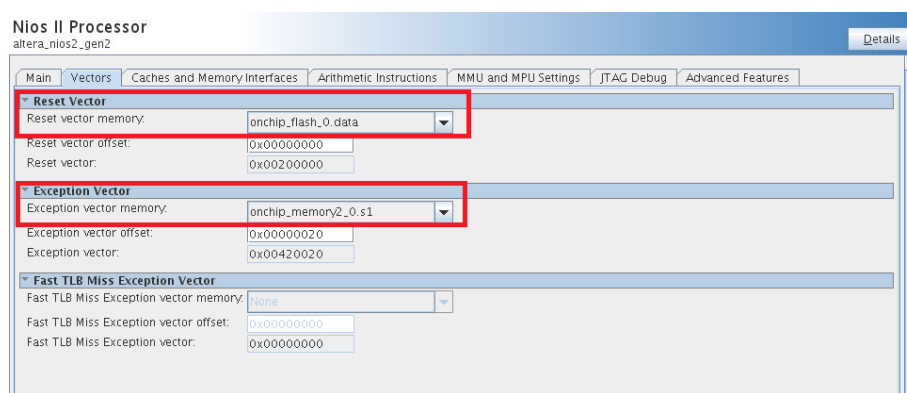 Nios II Processor
altera_nios2_gen2
Details
Main Vectors Caches and Memory Interfaces Arithmetic Instructions MMU and MPU Settings JTAG Debug Advanced Features
Reset Vector
Reset vector memory: onchip_flash_0.data
Reset vector offset: 0x00000000
Reset vector: 0x00200000
Exception Vector
Exception vector memory: onchip_memory2_0.s1
Exception vector offset: 0x00000020
Exception vector: 0x00420020
Fast TLB Miss Exception Vector
Fast TLB Miss Exception vector memory: None
Fast TLB Miss Exception vector offset: 0x00000000
Fast TLB Miss Exception vector: 0x00000000